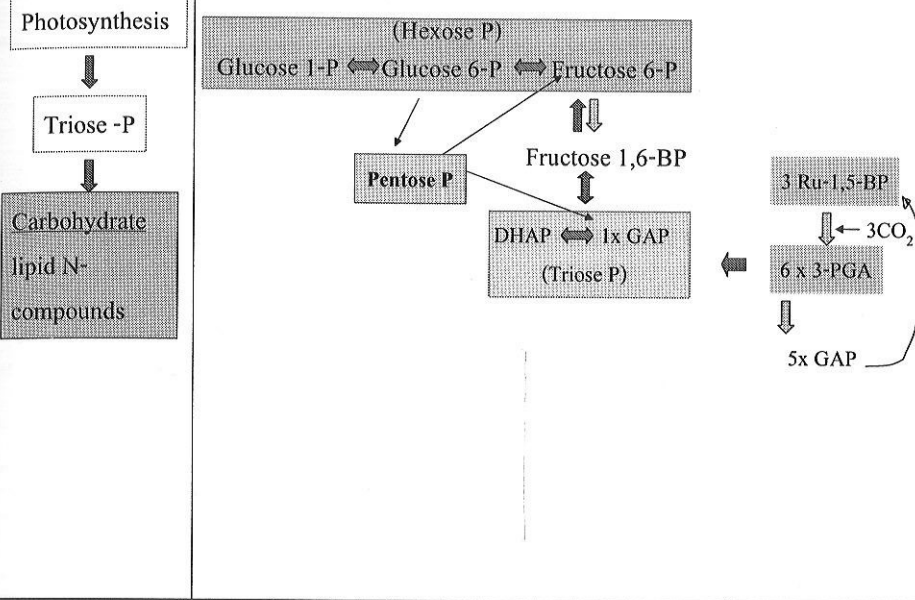 Photosynthesis
Triose -P
Carbohydrate
lipid N-
compounds
(Hexose P)
Glucose 1-P Glucose 6-P Fructose 6-P
Fructose 1,6-BP
Pentose P
DHAP 1x GAP
(Triose P)
3 Ru-1,5-BP
3CO2
6 x 3-PGA
5x GAP